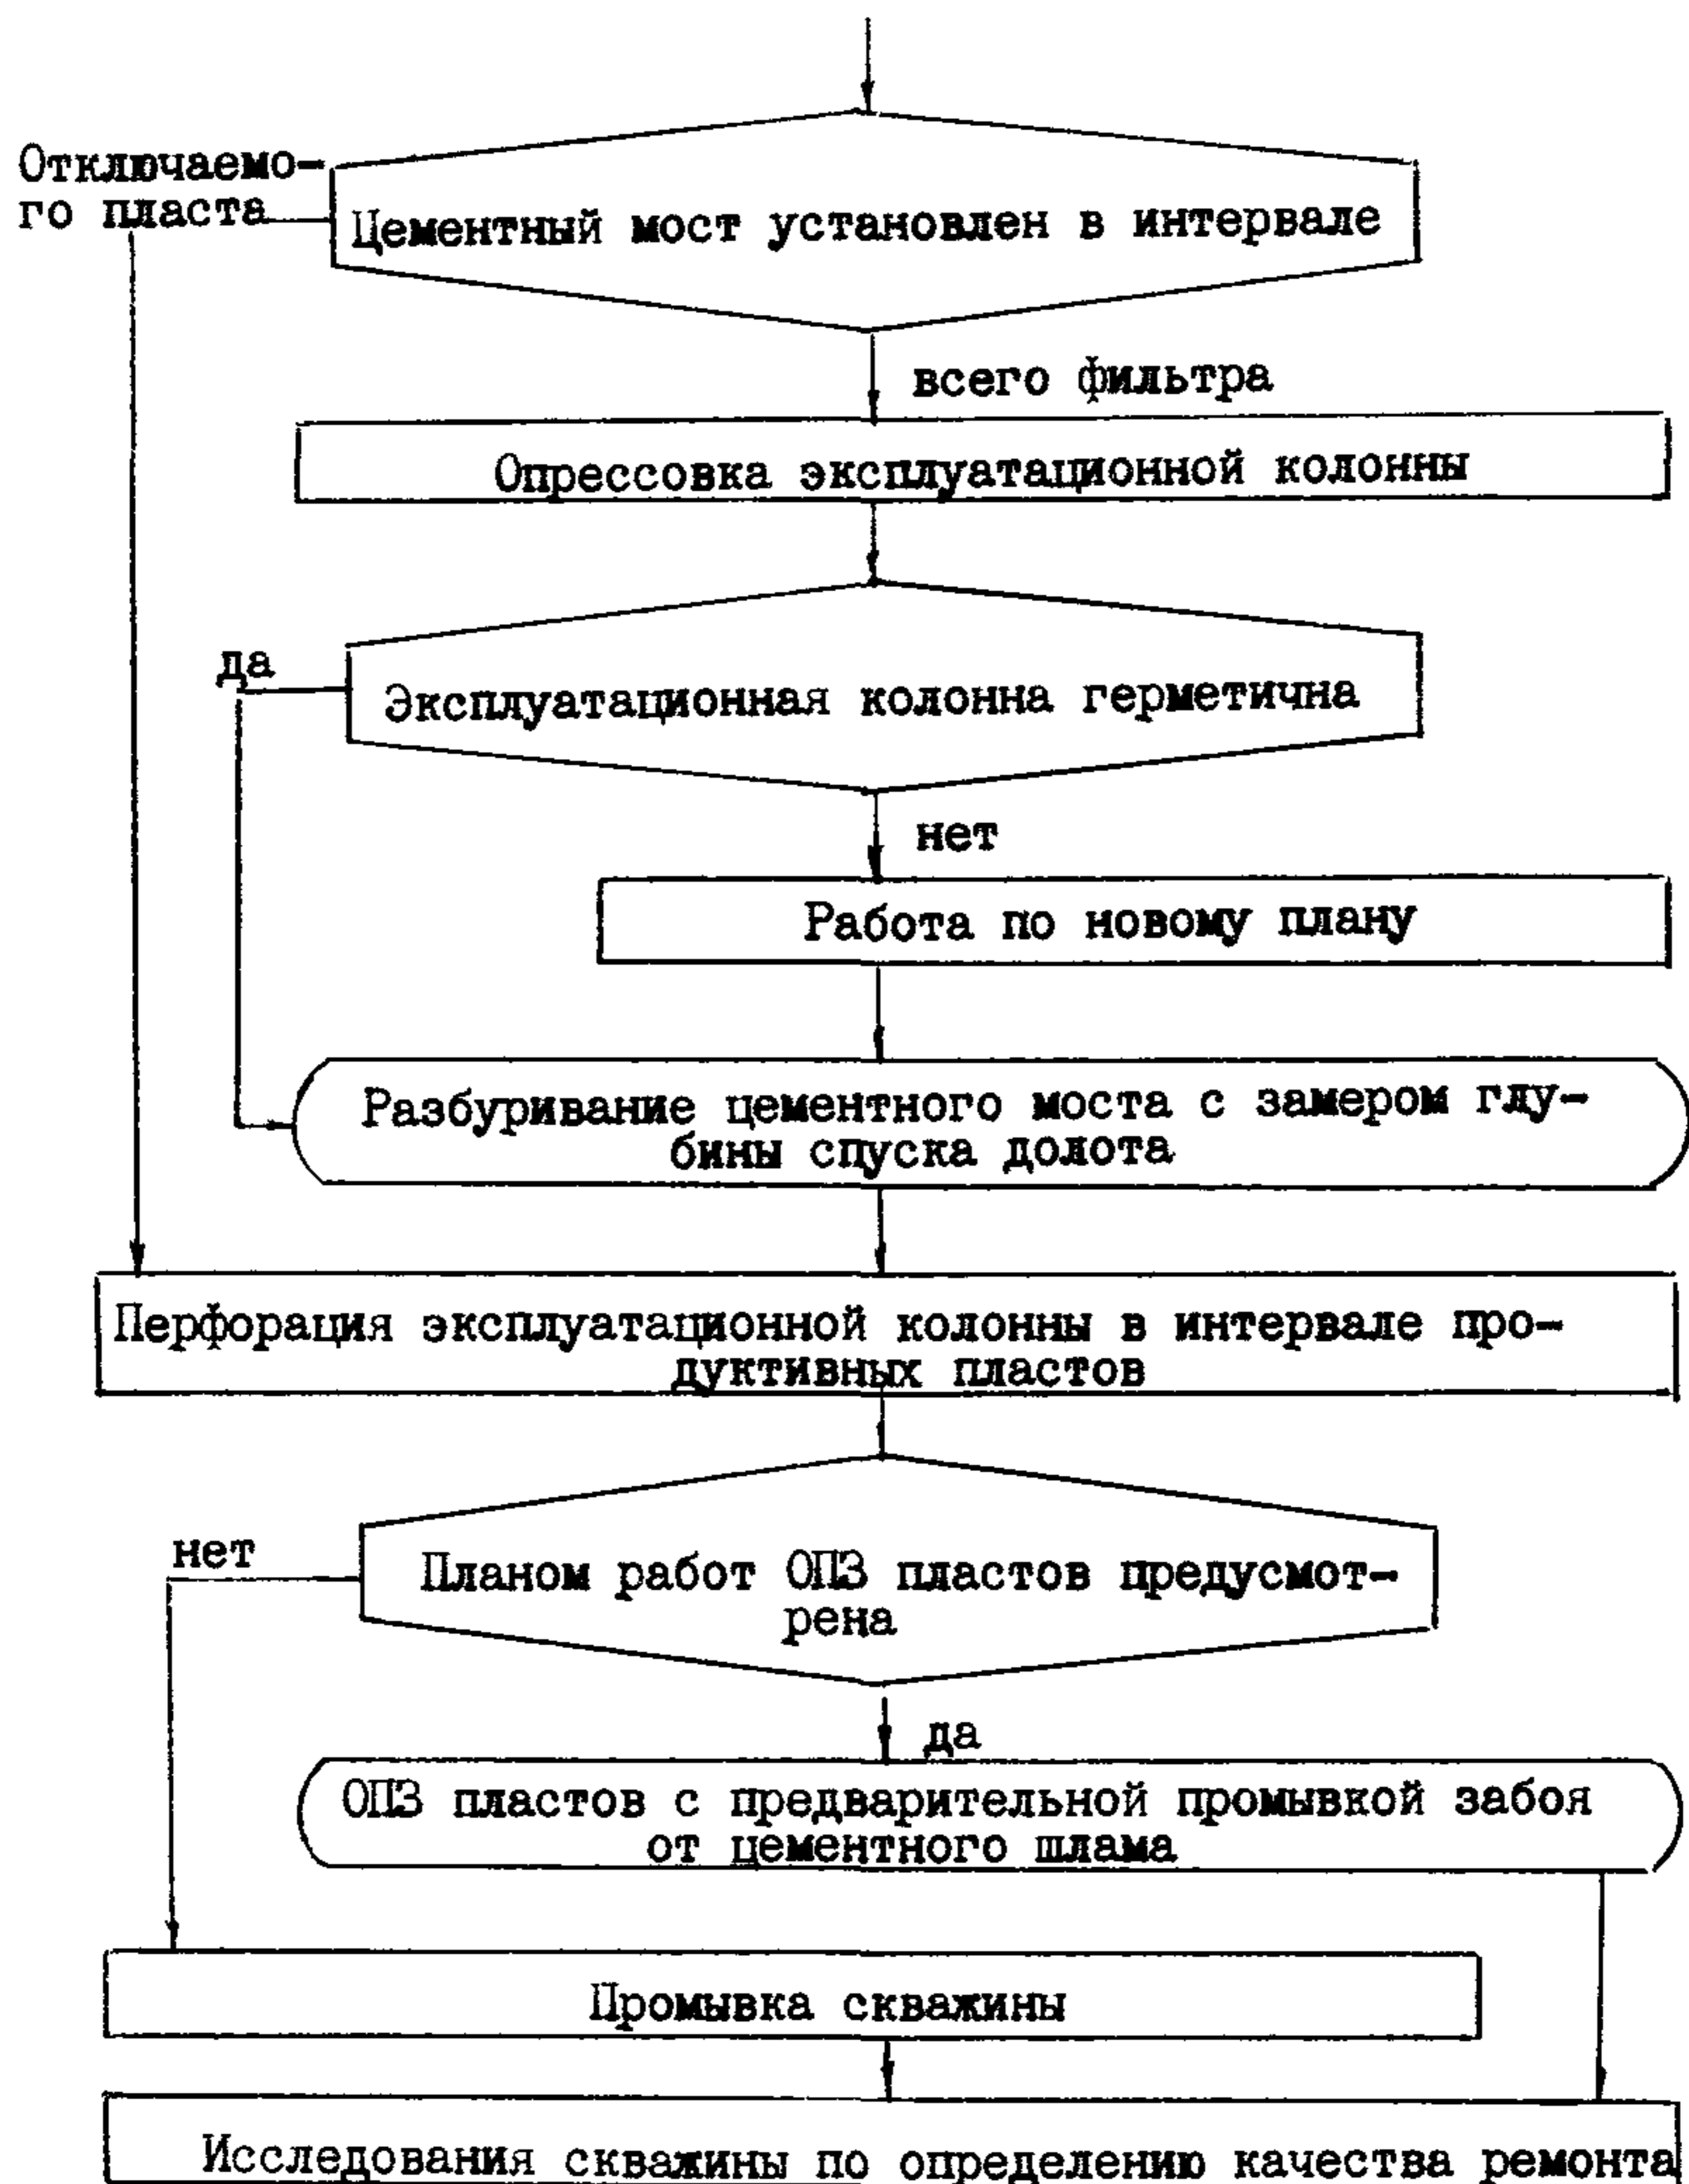 Отключаемо-
го пласта
Цементный мост установлен в интервале
всего фильтра
Опрессовка эксплуатационной колонны
да
Эксплуатационная колонна герметична
нет
Работа по новому плану
Разбуривание цементного моста с замером глу-
бины спуска долота
Перфорация эксплуатационной колонны в интервале про-
дуктивных пластов
нет
Планом работ ОПЗ пластов предусмот-
рена
да
ОПЗ пластов с предварительной промывкой забоя
от цементного шлама
Промывка скважины
Исследования скважины по определению качества ремонта